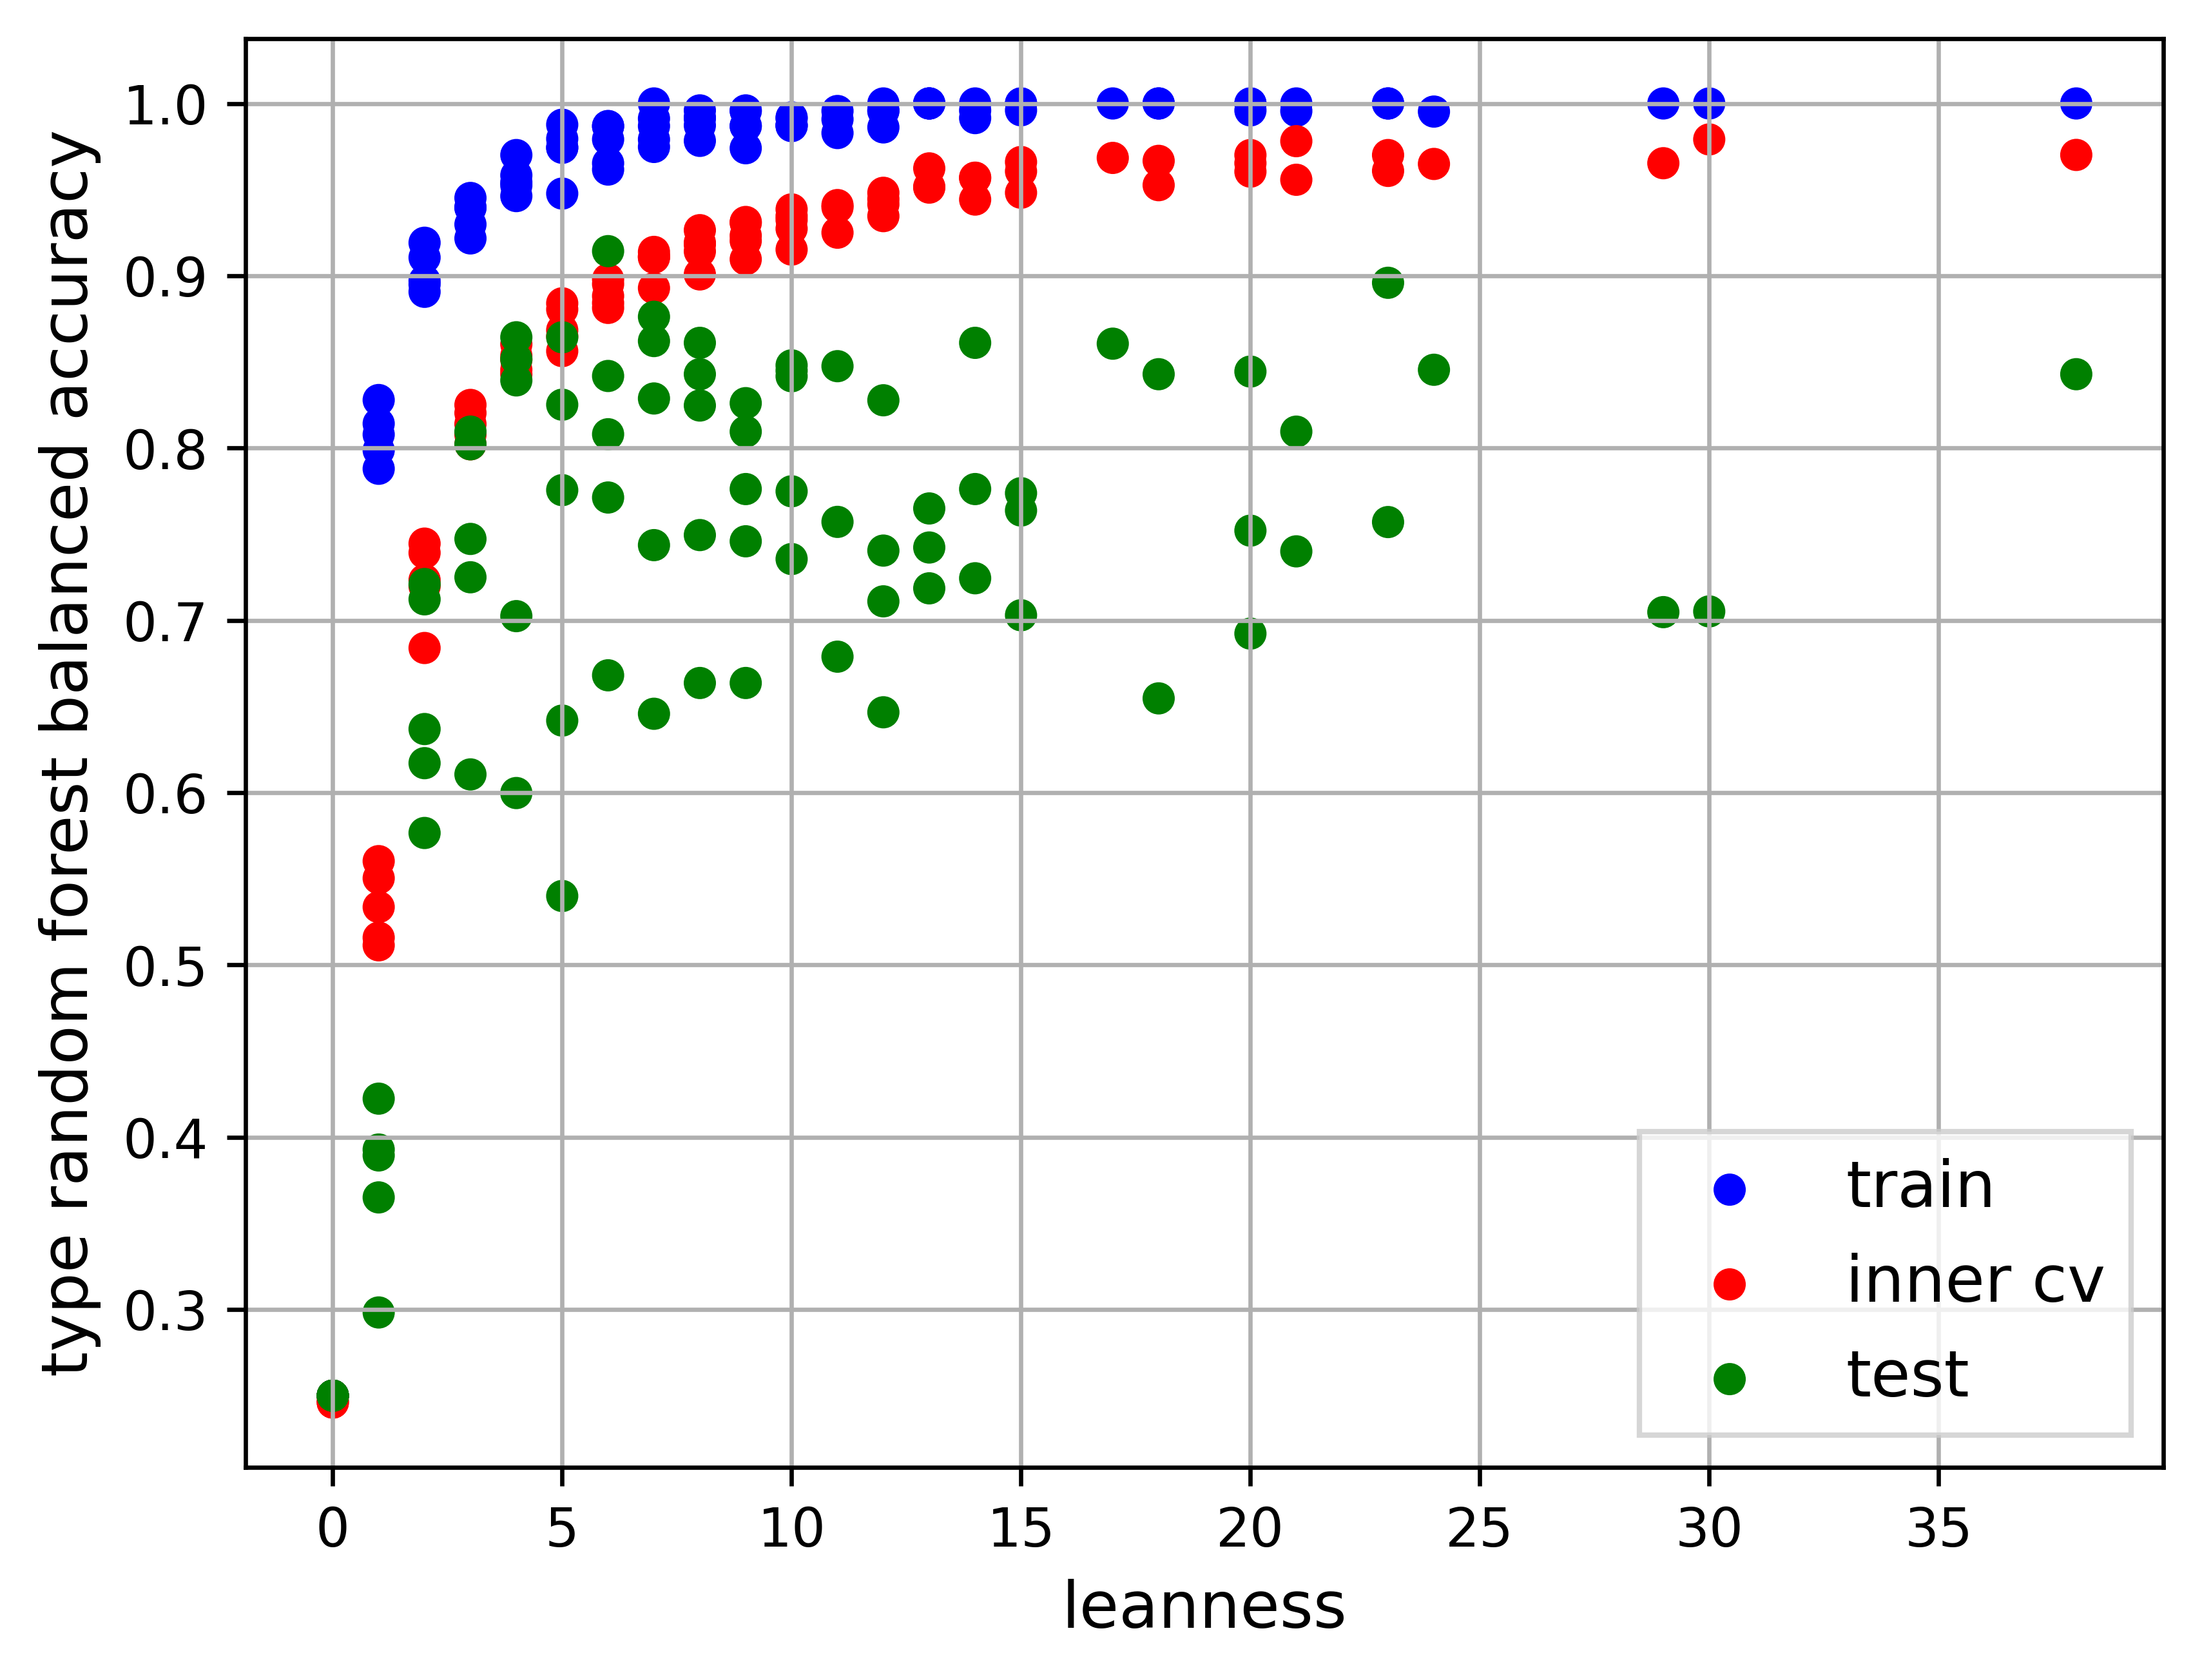 type random forest balanced accuracy
1.0
0.9
0.8
0.7
0.6
0.5
0.4
0.3
train
inner cv
test
0 5 10 15 20 25 30 35
leanness